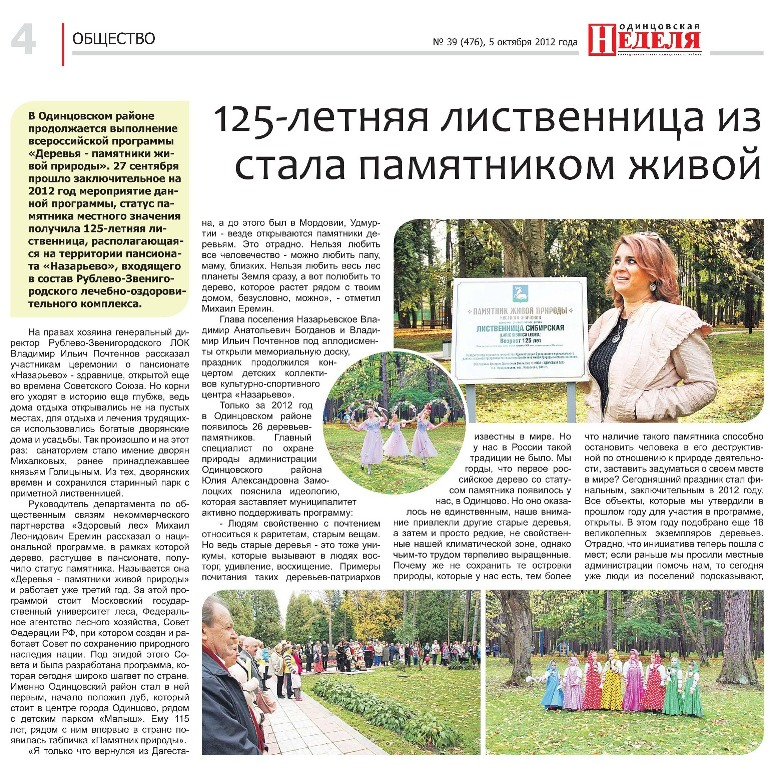 4
ОБЩЕСТВО
№ 39 (476), 5 октября 2012 года
ОДИНЦОВСКАЯ
НЕДЕЛЯ
125-летняя лиственница из
стала памятником живой
В Одинцовском районе
продолжается выполнение
всероссийской программы
«Деревья - памятники жи-
вой природы». 27 сентября
прошло заключительное на
2012 год мероприятие дан-
ной программы, статус па-
мятника местного значения
получила 125-летняя ли-
ственница, располагающая-
ся на территории пансиона-
та «Назарьево», входящего
в состав Рублево-Звениго-
родского лечебно-оздорови-
тельного комплекса.
На правах хозяина генеральный ди-
ректор Рублево-Звенигородского ЛОК
Владимир Ильич Почтеннов рассказал
участникам церемонии о пансионате
«Назарьево» - здравнице, открытой еще
во времена Советского Союза. Но корни
его уходят в историю еще глубже, ведь
дома отдыха открывались не на пустых
местах, для отдыха и лечения трудящих-
ся использовались богатые дворянские
дома и усадьбы. Так произошло и на этот
раз: санаторием стало имение дворян
Михалковых, ранее принадлежавшее
князьям Голицыным. И с тех, дворянских
времен и сохранился старинный парк с
приметной лиственницей.
Руководитель департамента по об-
щественным связям некоммерческого
партнерства «Здоровый лес» Михаил
Леонидович Еремин рассказал о на-
циональной программе, в рамках которой
дерево, растущее в пансионате, полу-
чило статус памятника. Называется она
«Деревья - памятники живой природы»
и работает уже третий год. За этой про-
граммой стоит Московский государ-
ственный университет леса, Федераль-
ное агентство лесного хозяйства, Совет
Федерации РФ, при котором создан и ра-
ботает Совет по сохранению природного
наследия нации. Под эгидой этого Со-
вета и была разработана программа, ко-
торая сегодня широко шагает по стране.
Именно Одинцовский район стал в ней
первым, начало положил дуб, который
стоит в центре города Одинцово, рядом
с детским парком «Малыш». Ему 115
лет, рядом с ним впервые в стране по-
явилась табличка «Памятник природы».
«Я только что вернулся из Дагеста-
на, а до этого был в Мордовии, Удмур-
тии - везде открываются памятники де-
ревьям. Это отрадно. Нельзя любить
все человечество - можно любить папу,
маму, близких. Нельзя любить весь лес
планеты Земля сразу, а вот полюбить то
дерево, которое растет рядом с твоим
домом, безусловно, можно», - отметил
Михаил Еремин.
Глава поселения Назарьевское Вла-
димир Анатольевич Богданов и Влади-
мир Ильич Почтеннов под аплодисмен-
ты открыли мемориальную доску,
праздник продолжился кон-
цертом детских коллекти-
вов культурно-спортивного
центра «Назарьево».
Только за 2012 год
в Одинцовском районе
появилось 26 деревьев-
памятников. Главный
специалист по охране
природы администрации
Одинцовского района
Юлия Александровна Замо-
лоцких пояснила идеологию,
которая заставляет муниципалитет
активно поддерживать программу:
- Людям свойственно с почтением
относиться к раритетам, старым вещам.
Но ведь старые деревья - это тоже уни-
кумы, которые вызывают в людях вос-
торг, удивление, восхищение. Примеры
почитания таких деревьев-патриархов
ПАМЯТНИК ЖИВОЙ ПРИРОДЫ
ЛИСТВЕННИЦА СИБИРСКАЯ
Возраст 125 лет
известны в мире. Но
у нас в России такой
традиции не было. Мы
горды, что первое рос-
сийское дерево со стату-
сом памятника появилось у
нас, в Одинцово. Но оно оказа-
лось не единственным, наше внима-
ние привлекли другие старые деревья,
а затем и просто редкие, не свойствен-
ные нашей климатической зоне, однако
чьим-то трудом терпеливо выращенные.
Почему же не сохранить те островки
природы, которые у нас есть, тем более
что наличие такого памятника способно
остановить человека в его деструктив-
ной по отношению к природе деятельно-
сти, заставить задуматься о своем месте
в мире? Сегодняшний праздник стал фи-
нальным, заключительным в 2012 году.
Все объекты, которые мы утвердили в
прошлом году для участия в программе,
открыты. В этом году подобрано еще 18
великолепных экземпляров деревьев.
Отрадно, что инициатива теперь пошла с
мест; если раньше мы просили местные
администрации помочь нам, то сегодня
уже люди из поселений подсказывают,